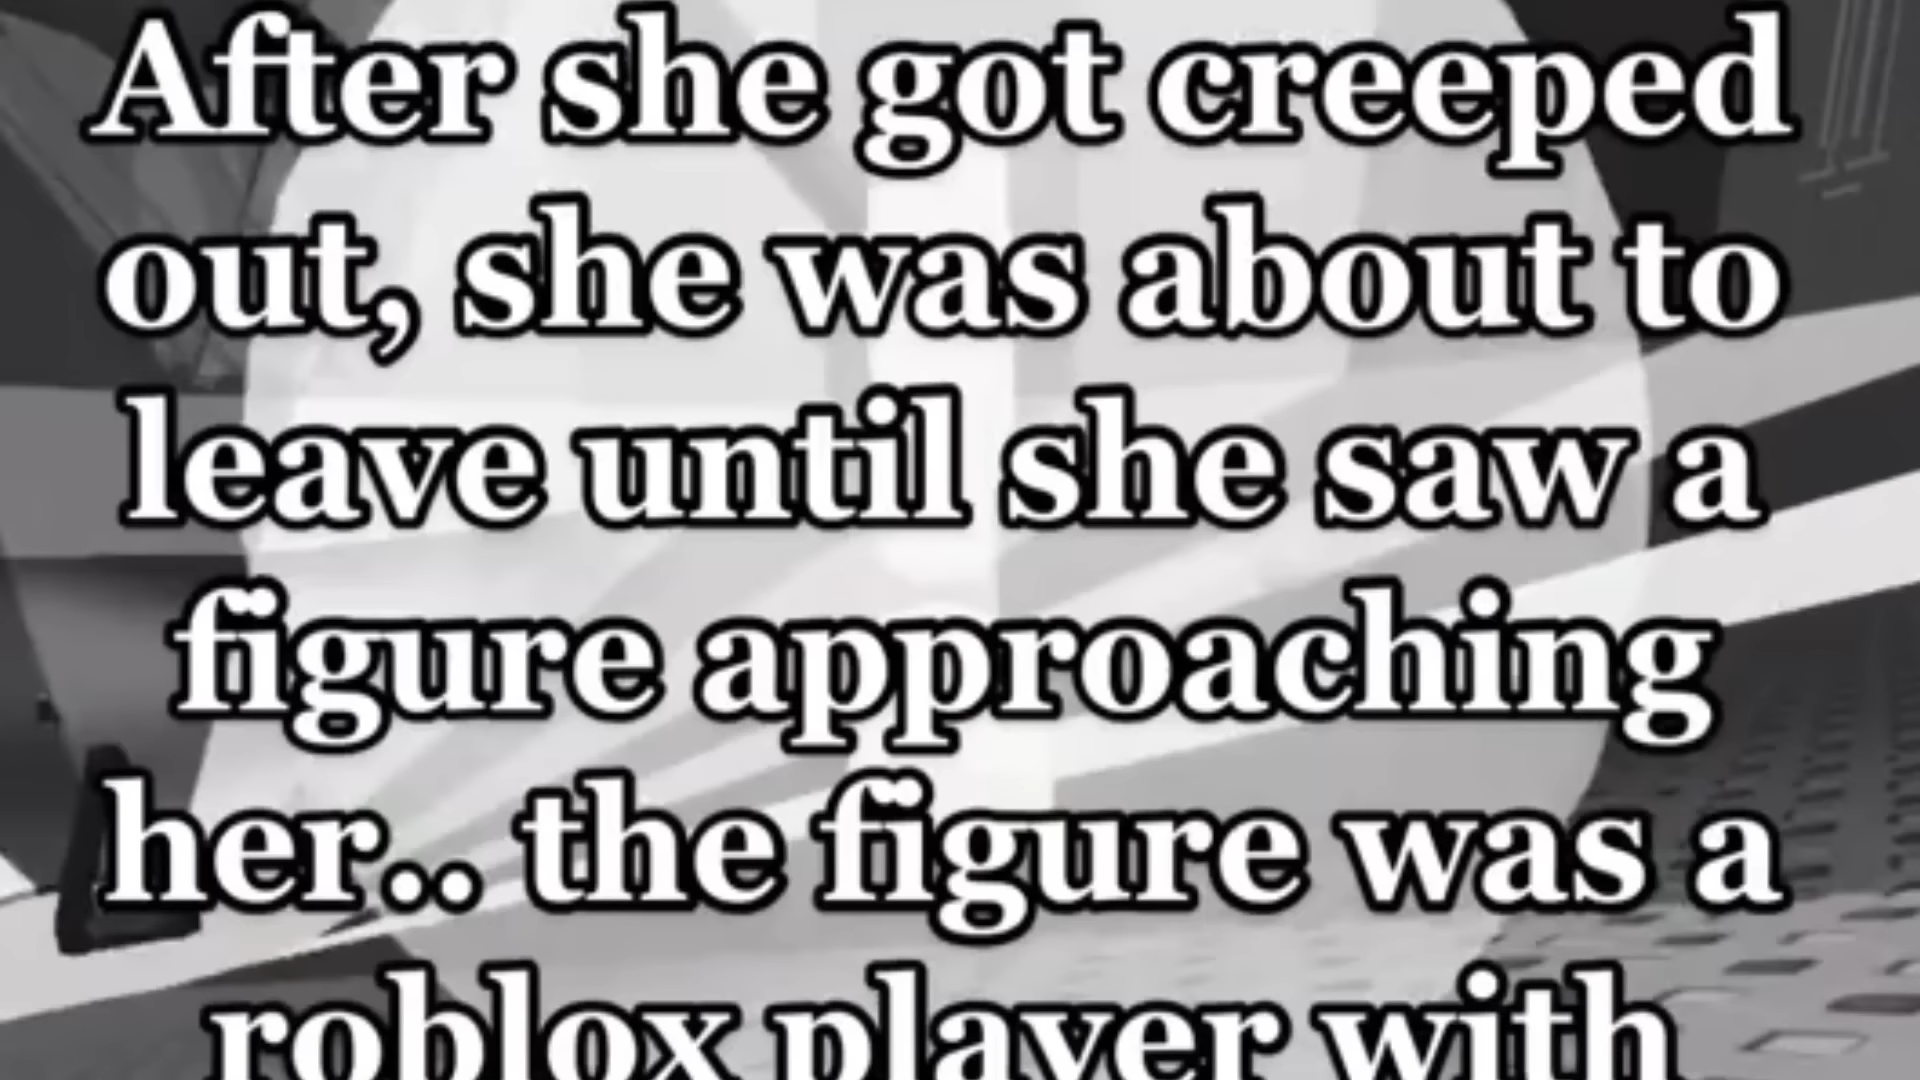 After she got creeped
out, she was about to
leave until she saw a
figure approaching
her.. the figure was a
roblox player with